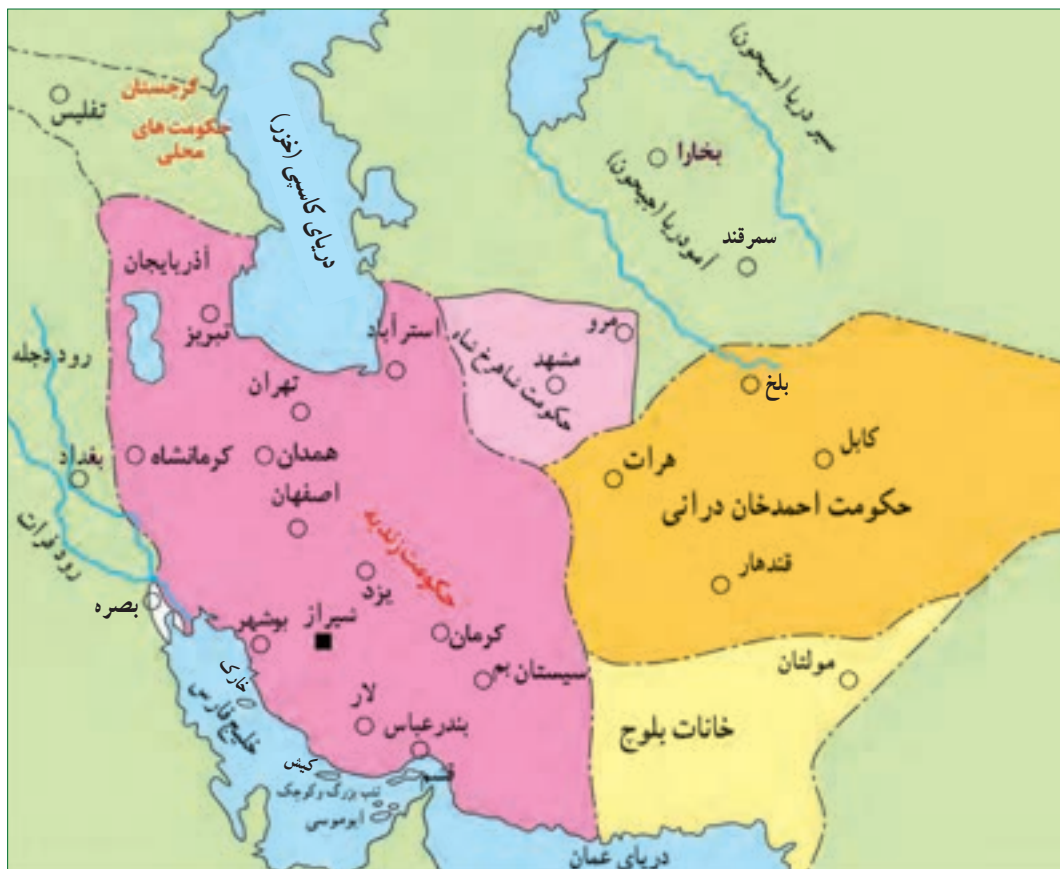 گرجستان
حکومت های
محلی
تفلیس
دریای کاسپی (خزر)
سیر دریا (سیحون)
بخارا
آمودریا (جیحون)
سمرقند
آذربایجان
تبریز
استرآباد
مرو
مشهد
حکومت شاهرخ شاه
رود دجله
تهران
بلخ
بغداد
کرمانشاه
همدان
هرات
کابل
اصفهان
حکومت احمدخان درانی
رود فرات
حکومت زندیه
یزد
قندهار
بصره
بوشهر
شیراز
کرمان
سیستان
بم
مولتان
خارک
خلیج فارس
لار
بندرعباس
خانات بلوچ
کیش
قشم
تنب بزرگ و کوچک
ابوموسی
دریای عمان